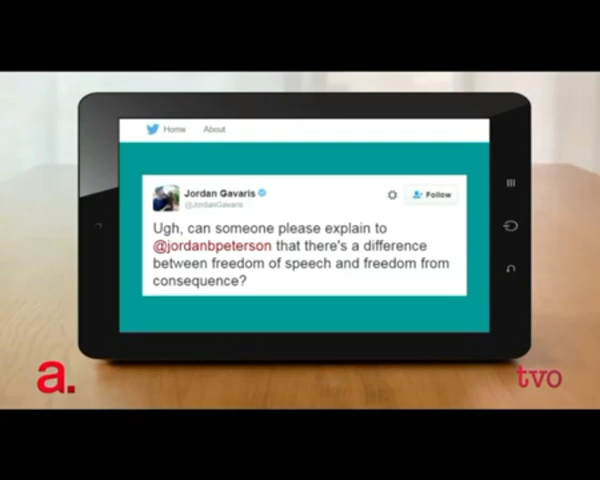 Home About
Jordan Gavaris
@JordanGavaris
Follow
Ugh, can someone please explain to
@jordanbpeterson that there's a difference
between freedom of speech and freedom from
consequence?
a.
tvo